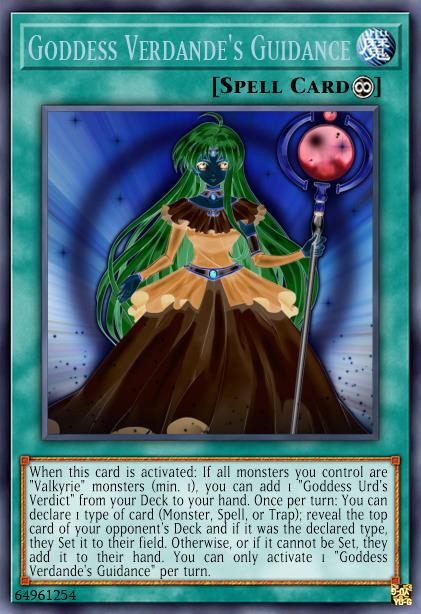 Goddess Verdande's Guidance 魔
[Spell Card]
When this card is activated: If all monsters you control are
"Valkyrie" monsters (min. 1), you can add 1 "Goddess Urd's
Verdict" from your Deck to your hand. Once per turn: You can
declare 1 type of card (Monster, Spell, or Trap); reveal the top
card of your opponent's Deck and if it was the declared type,
they Set it to their field. Otherwise, or if it cannot be Set, they
add it to their hand. You can only activate 1 "Goddess
Verdande's Guidance" per turn.
64961254